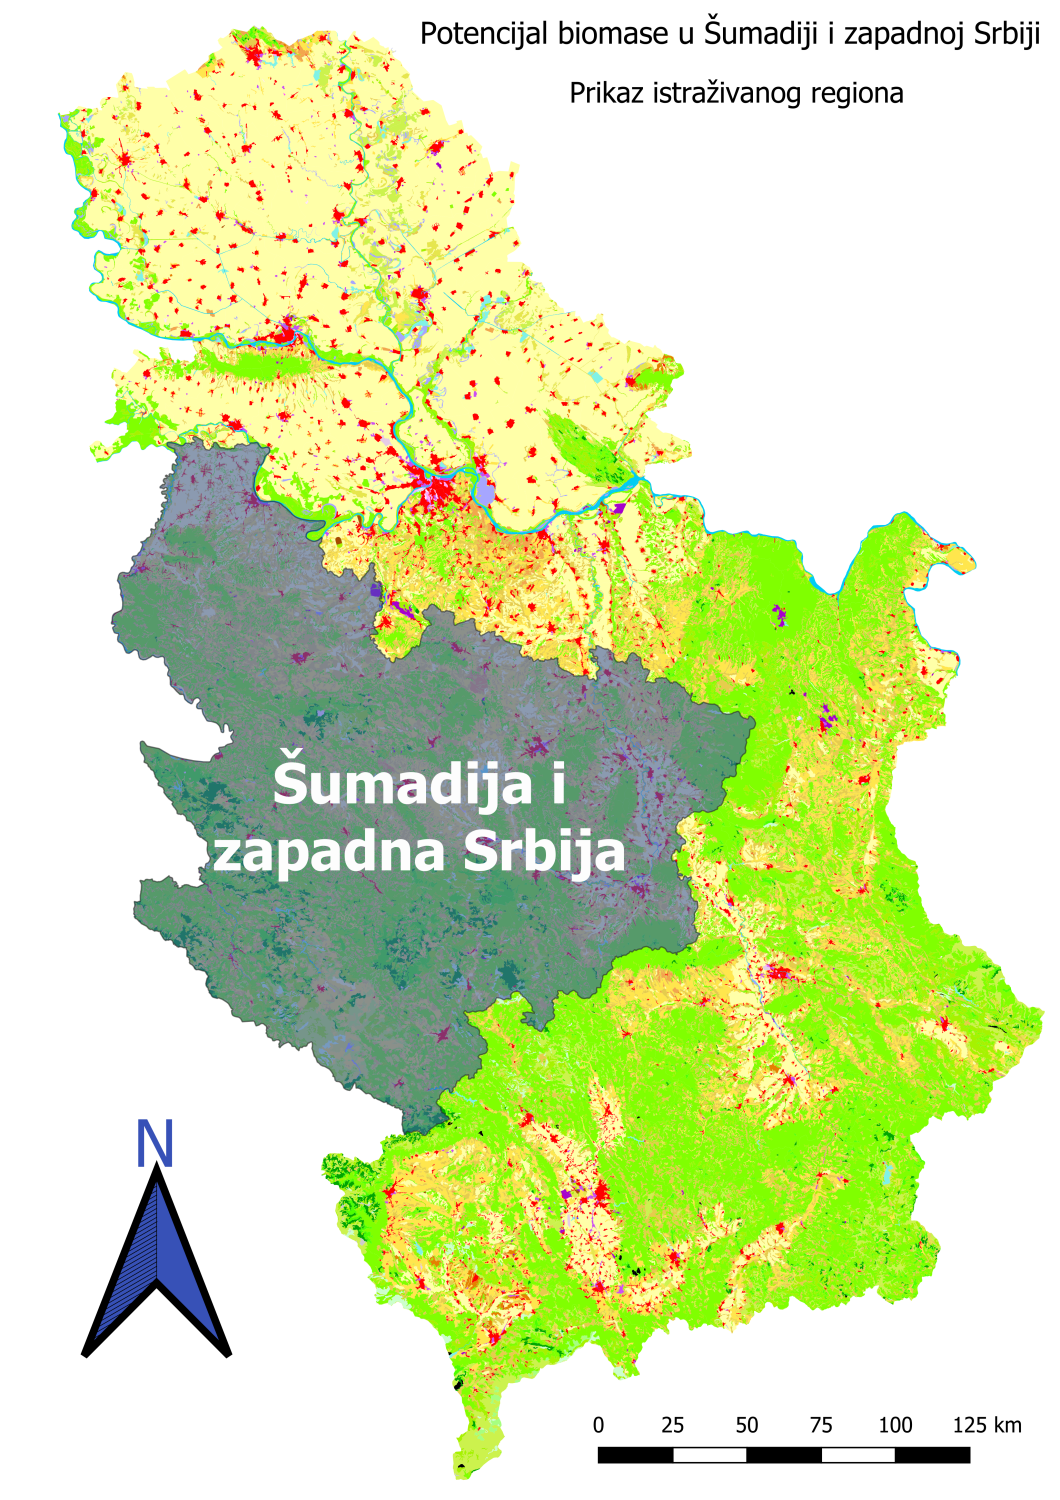 Potencijal biomase u Šumadiji i zapadnoj Srbiji
Prikaz istraživanog regiona
Šumadija i
zapadna Srbija
N
0 25 50 75 100 125 km